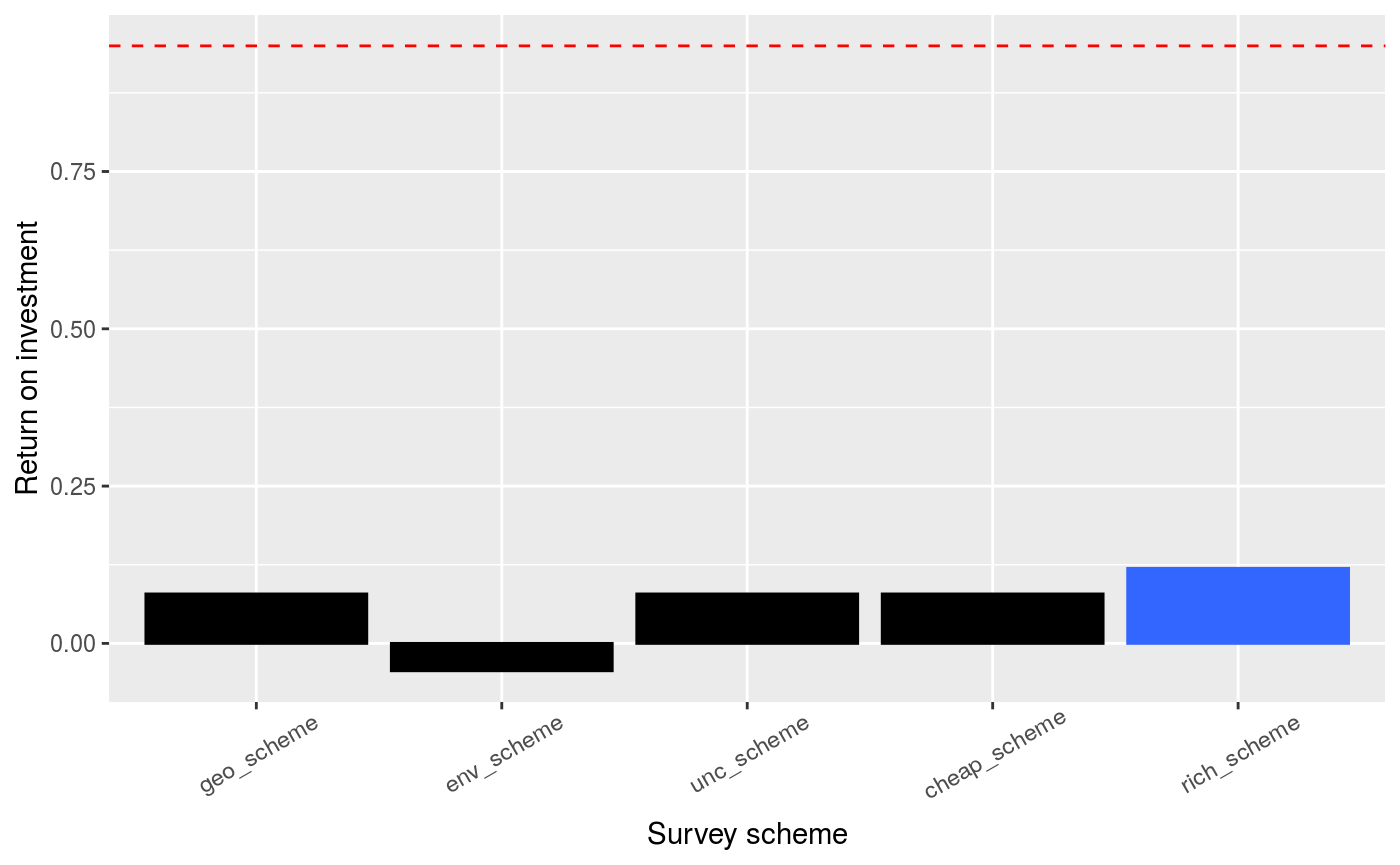 Return on investment
0.75
0.50
0.25
0.00
geo_scheme
env_scheme
unc_scheme
cheap_scheme
rich_scheme
Survey scheme